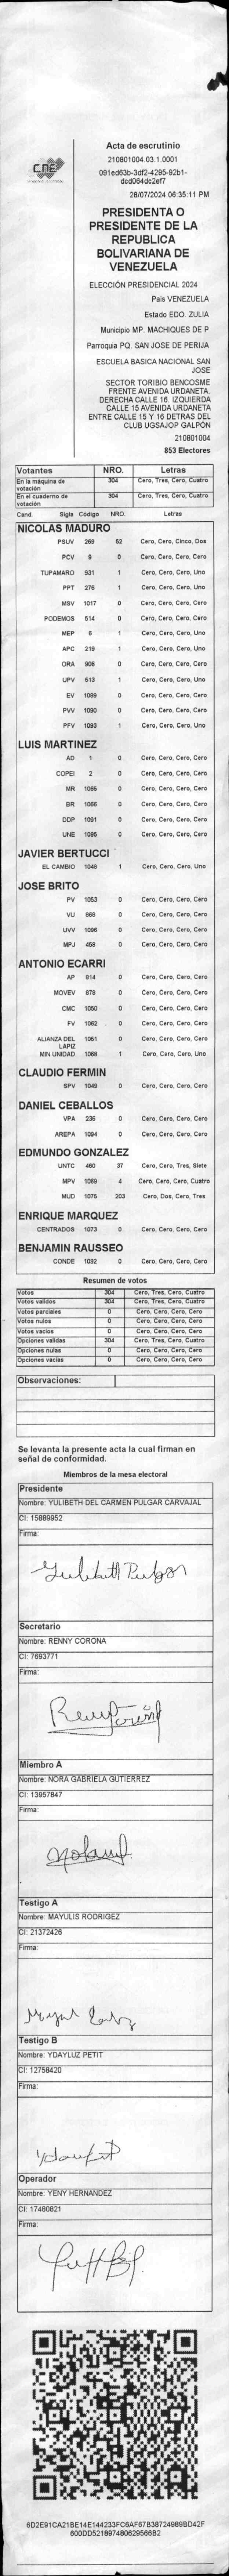 CNE
Acta de escrutinio
210801004.03.1.0001
091ed63b-3df2-4295-92b1-
dcd064dc2ef7
28/07/2024 06:35:11 PM
PRESIDENTA O
PRESIDENTE DE LA
REPUBLICA
BOLIVARIANA DE
VENEZUELA
ELECCIÓN PRESIDENCIAL 2024
Pais VENEZUELA
Estado EDO. ZULIA
Municipio MP. MACHIQUES DE P
Parroquia PQ. SAN JOSE DE PERIJA
ESCUELA BASICA NACIONAL SAN
JOSE
SECTOR TORIBIO BENCOSME
FRENTE AVENIDA URDANETA.
DERECHA CALLE 16. IZQUIERDA
CALLE 15 AVENIDA URDANETA
ENTRE CALLE 15 Y 16 DETRAS DEL
CLUB UGSAJOP GALPÓN
210801004
853 Electores
Votantes NRO. Letras
En la máquina de votación 304 Cero, Tres, Cero, Cuatro
En el cuaderno de votación 304 Cero, Tres, Cero, Cuatro
Cand. Sigla Código NRO. Letras
NICOLAS MADURO
PSUV 269 52 Cero, Cero, Cinco, Dos
PCV 9 0 Cero, Cero, Cero, Cero
TUPAMARO 931 1 Cero, Cero, Cero, Uno
PPT 276 1 Cero, Cero, Cero, Uno
MSV 1017 0 Cero, Cero, Cero, Cero
PODEMOS 514 0 Cero, Cero, Cero, Cero
MEP 6 1 Cero, Cero, Cero, Uno
APC 219 1 Cero, Cero, Cero, Uno
ORA 906 0 Cero, Cero, Cero, Cero
UPV 513 1 Cero, Cero, Cero, Uno
EV 1089 0 Cero, Cero, Cero, Cero
PVV 1090 0 Cero, Cero, Cero, Cero
PFV 1093 1 Cero, Cero, Cero, Uno
LUIS MARTINEZ
AD 1 0 Cero, Cero, Cero, Cero
COPEI 2 0 Cero, Cero, Cero, Cero
MR 1065 0 Cero, Cero, Cero, Cero
BR 1066 0 Cero, Cero, Cero, Cero
DDP 1091 0 Cero, Cero, Cero, Cero
UNE 1095 0 Cero, Cero, Cero, Cero
JAVIER BERTUCCI
EL CAMBIO 1048 1 Cero, Cero, Cero, Uno
JOSE BRITO
PV 1053 0 Cero, Cero, Cero, Cero
VU 868 0 Cero, Cero, Cero, Cero
UVV 1096 0 Cero, Cero, Cero, Cero
MPJ 458 0 Cero, Cero, Cero, Cero
ANTONIO ECARRI
AP 914 0 Cero, Cero, Cero, Cero
MOVEV 878 0 Cero, Cero, Cero, Cero
CMC 1050 0 Cero, Cero, Cero, Cero
FV 1062 0 Cero, Cero, Cero, Cero
ALIANZA DEL LAPIZ 1051 0 Cero, Cero, Cero, Cero
MIN UNIDAD 1068 1 Cero, Cero, Cero, Uno
CLAUDIO FERMIN
SPV 1049 0 Cero, Cero, Cero, Cero
DANIEL CEBALLOS
VPA 236 0 Cero, Cero, Cero, Cero
AREPA 1094 0 Cero, Cero, Cero, Cero
EDMUNDO GONZALEZ
UNTC 460 37 Cero, Cero, Tres, Siete
MPV 1069 4 Cero, Cero, Cero, Cuatro
MUD 1075 203 Cero, Dos, Cero, Tres
ENRIQUE MARQUEZ
CENTRADOS 1073 0 Cero, Cero, Cero, Cero
BENJAMIN RAUSSEO
CONDE 1092 0 Cero, Cero, Cero, Cero
Resumen de votos
Votos 304 Cero, Tres, Cero, Cuatro
Votos validos 304 Cero, Tres, Cero, Cuatro
Votos parciales 0 Cero, Cero, Cero, Cero
Votos nulos 0 Cero, Cero, Cero, Cero
Votos vacios 0 Cero, Cero, Cero, Cero
Opciones validas 304 Cero, Tres, Cero, Cuatro
Opciones nulas 0 Cero, Cero, Cero, Cero
Opciones vacias 0 Cero, Cero, Cero, Cero
Observaciones:
Se levanta la presente acta la cual firman en
señal de conformidad.
Miembros de la mesa electoral
Presidente
Nombre: YULIBETH DEL CARMEN PULGAR CARVAJAL
CI: 15889952
Firma:
Yulibeth Pulgar
Secretario
Nombre: RENNY CORONA
CI: 7693771
Firma:
Miembro A
Nombre: NORA GABRIELA GUTIERREZ
CI: 13957847
Firma:
Testigo A
Nombre: MAYULIS RODRIGEZ
CI: 21372426
Firma:
Testigo B
Nombre: YDAYLUZ PETIT
CI: 12758420
Firma:
Operador
Nombre: YENY HERNANDEZ
CI: 17480821
Firma:
6D2E91CA21BE14E144233FC6AF67B38724989BD42F
600DD521897480629566B2